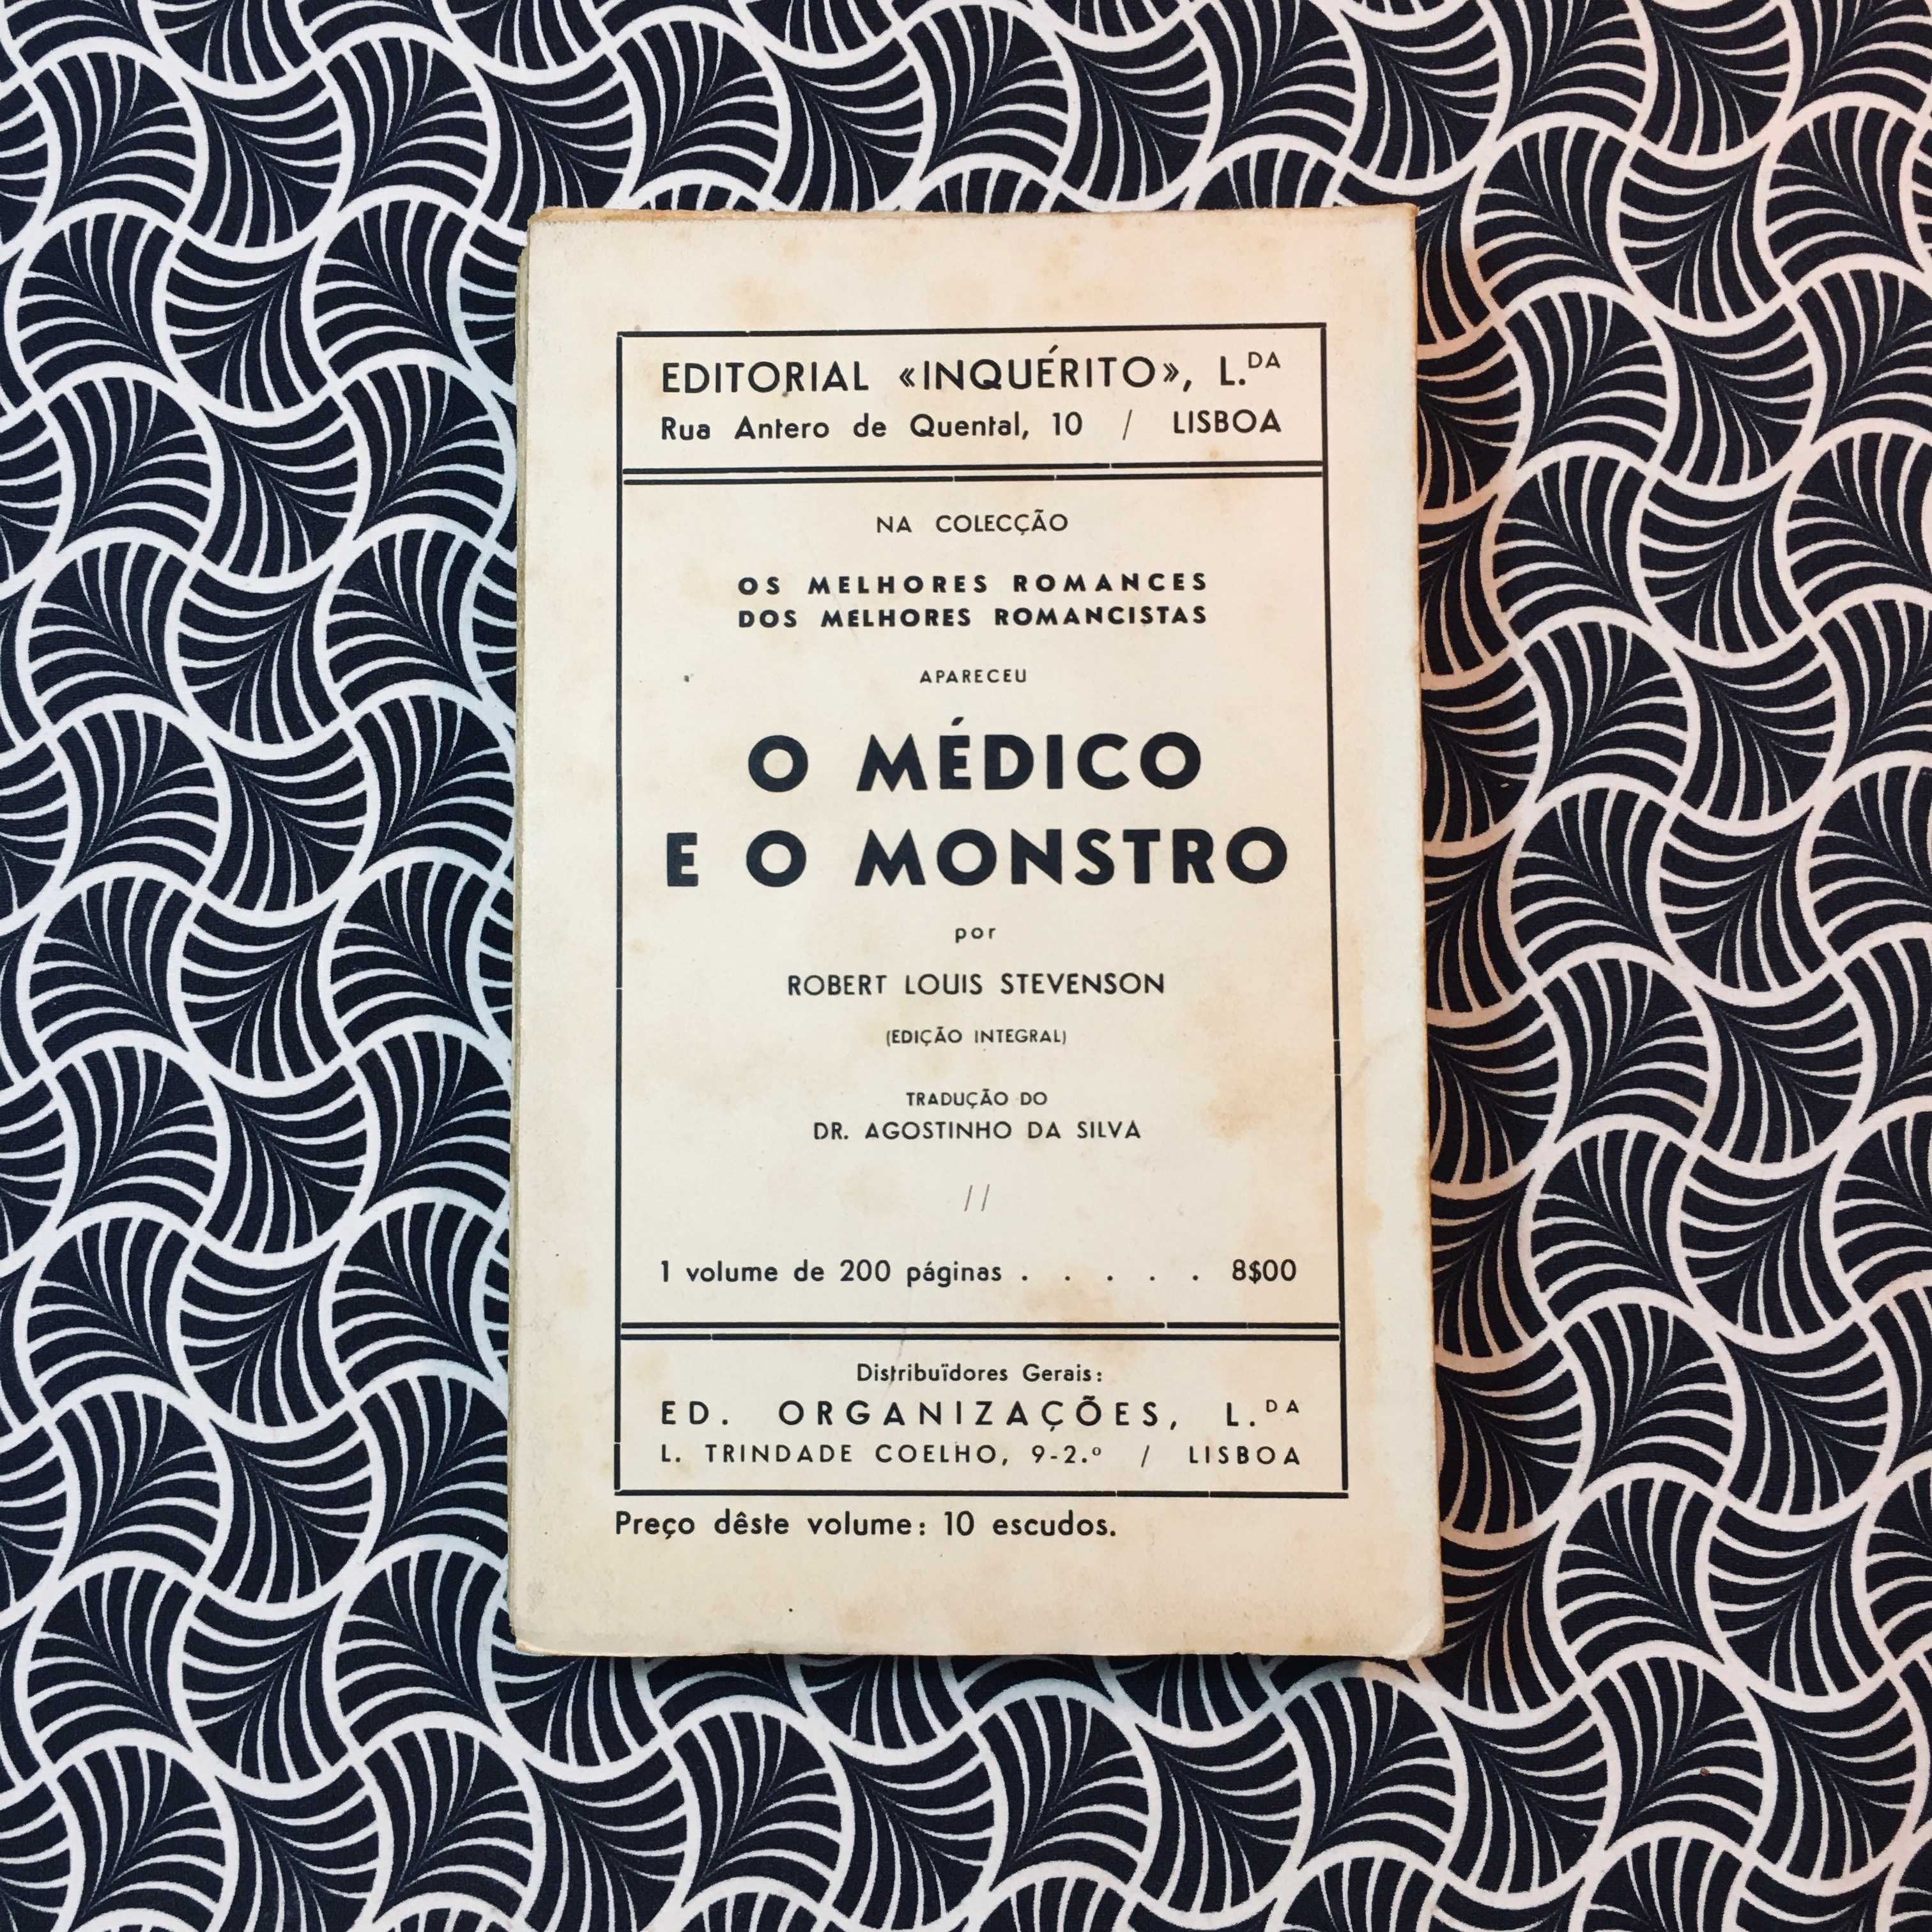 EDITORIAL «INQUÉRITO», L.DA
Rua Antero de Quental, 10 / LISBOA
NA COLECÇÃO
OS MELHORES ROMANCES
DOS MELHORES ROMANCISTAS
APARECEU
O MÉDICO
E O MONSTRO
por
ROBERT LOUIS STEVENSON
(EDIÇÃO INTEGRAL)
TRADUÇÃO DO
DR. AGOSTINHO DA SILVA
//
1 volume de 200 páginas . . . . . 8$00
Distribuïdores Gerais:
ED. ORGANIZAÇÕES, L.DA
L. TRINDADE COELHO, 9-2.º / LISBOA
Preço dêste volume: 10 escudos.